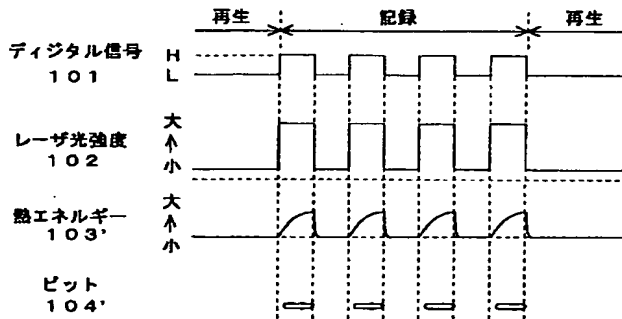 再生 記録 再生
ディジタル信号 H
101 L
大
レーザ光強度 ↑
102 小
大
熱エネルギー ↑
103' 小
ピット
104'